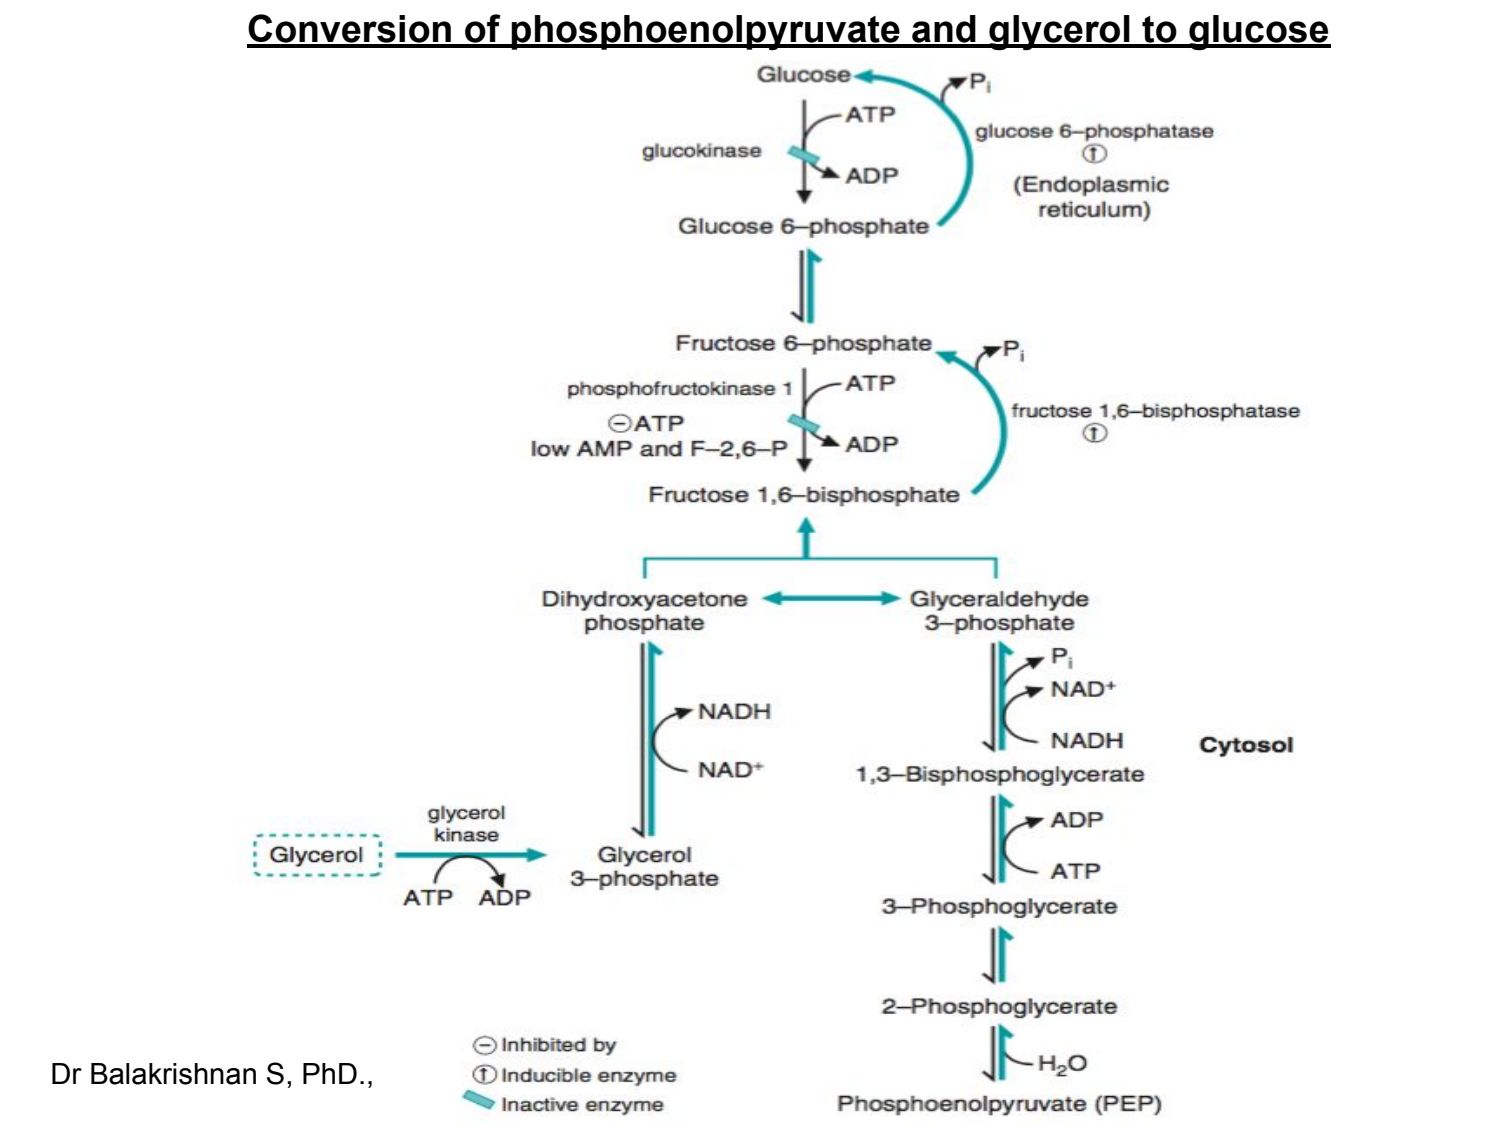 Conversion of phosphoenolpyruvate and glycerol to glucose
Glucose
Pi
ATP
glucose 6–phosphatase
glucokinase
ADP
(Endoplasmic
reticulum)
Glucose 6–phosphate
Fructose 6–phosphate
Pi
phosphofructokinase 1
ATP
fructose 1,6–bisphosphatase
ATP
low AMP and F–2,6–P
ADP
Fructose 1,6–bisphosphate
Dihydroxyacetone
phosphate
Glyceraldehyde
3–phosphate
Pi
NAD+
NADH
NADH
NAD+
Cytosol
1,3–Bisphosphoglycerate
glycerol
kinase
ADP
ATP
Glycerol
ATP
ADP
Glycerol
3–phosphate
3–Phosphoglycerate
2–Phosphoglycerate
H2O
Phosphoenolpyruvate (PEP)
Inhibited by
Inducible enzyme
Inactive enzyme
Dr Balakrishnan S, PhD.,